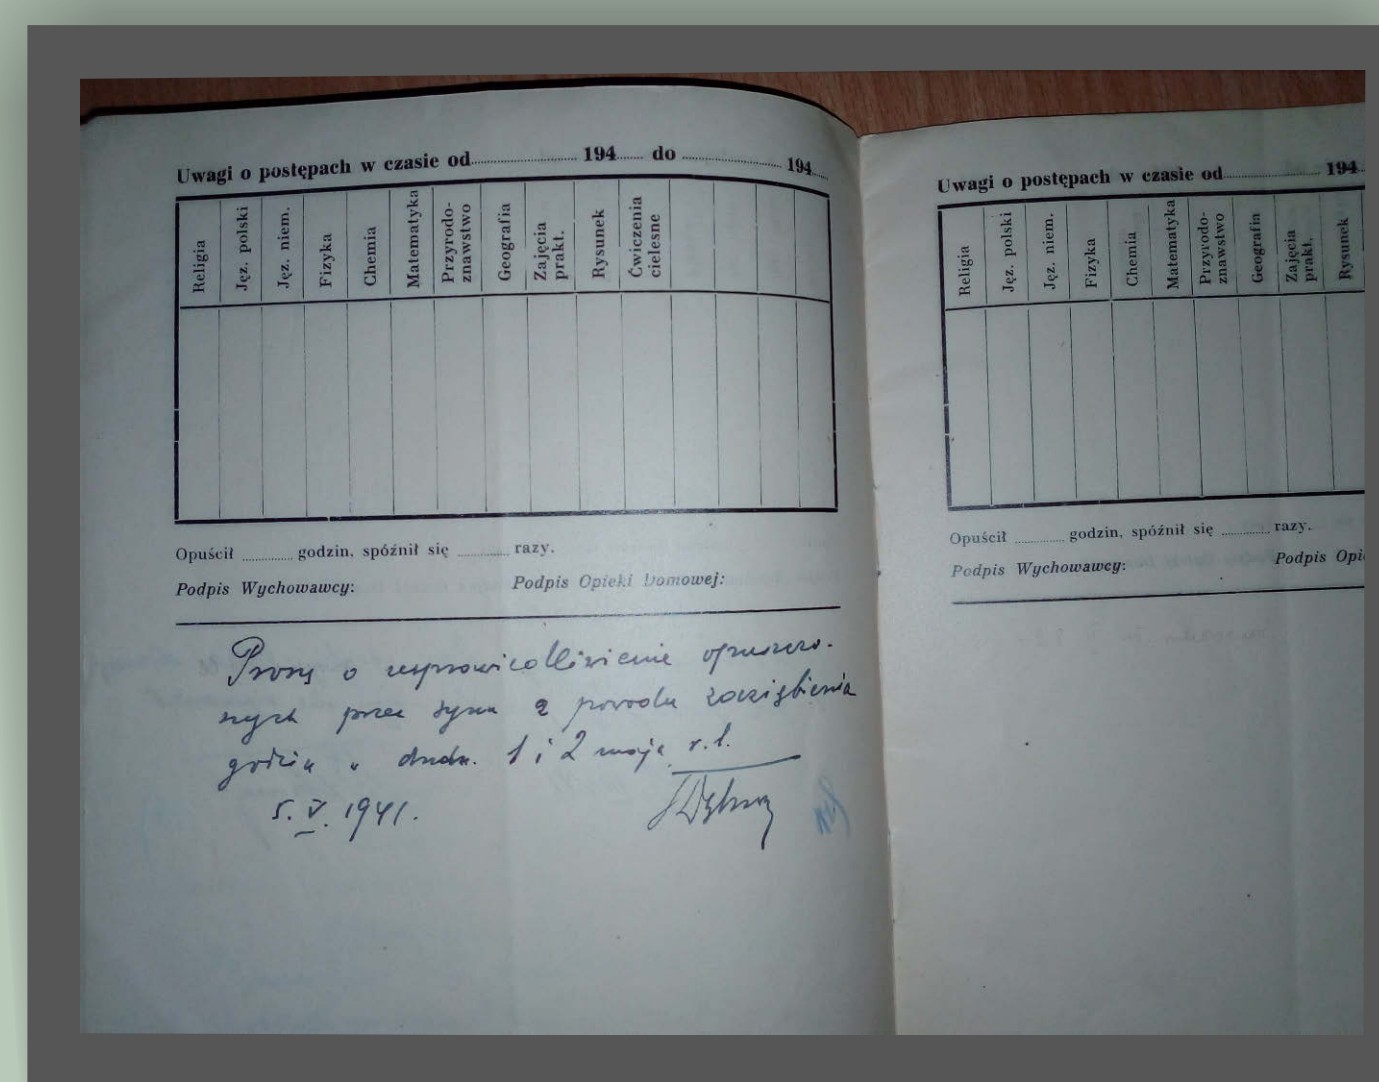 Uwagi o postępach w czasie od 194 do 194
Religia
Jęz. polski
Jęz. niem.
Fizyka
Chemia
Matematyka
Przyrodo-
znawstwo
Geografia
Zajęcia
prakt.
Rysunek
Ćwiczenia
cielesne
Opuścił godzin, spóźnił się razy.
Podpis Wychowawcy: Podpis Opieki Domowej:
Proszę o usprawiedliwienie opuszczo-
nych przez syna z powodu zaziębienia
godzin w dniu 1 i 2 maja r.b.
5. V. 1941.
Uwagi o postępach w czasie od 194
Religia
Jęz. polski
Jęz. niem.
Fizyka
Chemia
Matematyka
Przyrodo-
znawstwo
Geografia
Zajęcia
prakt.
Rysunek
Opuścił godzin, spóźnił się razy.
Podpis Wychowawcy: Podpis Opi